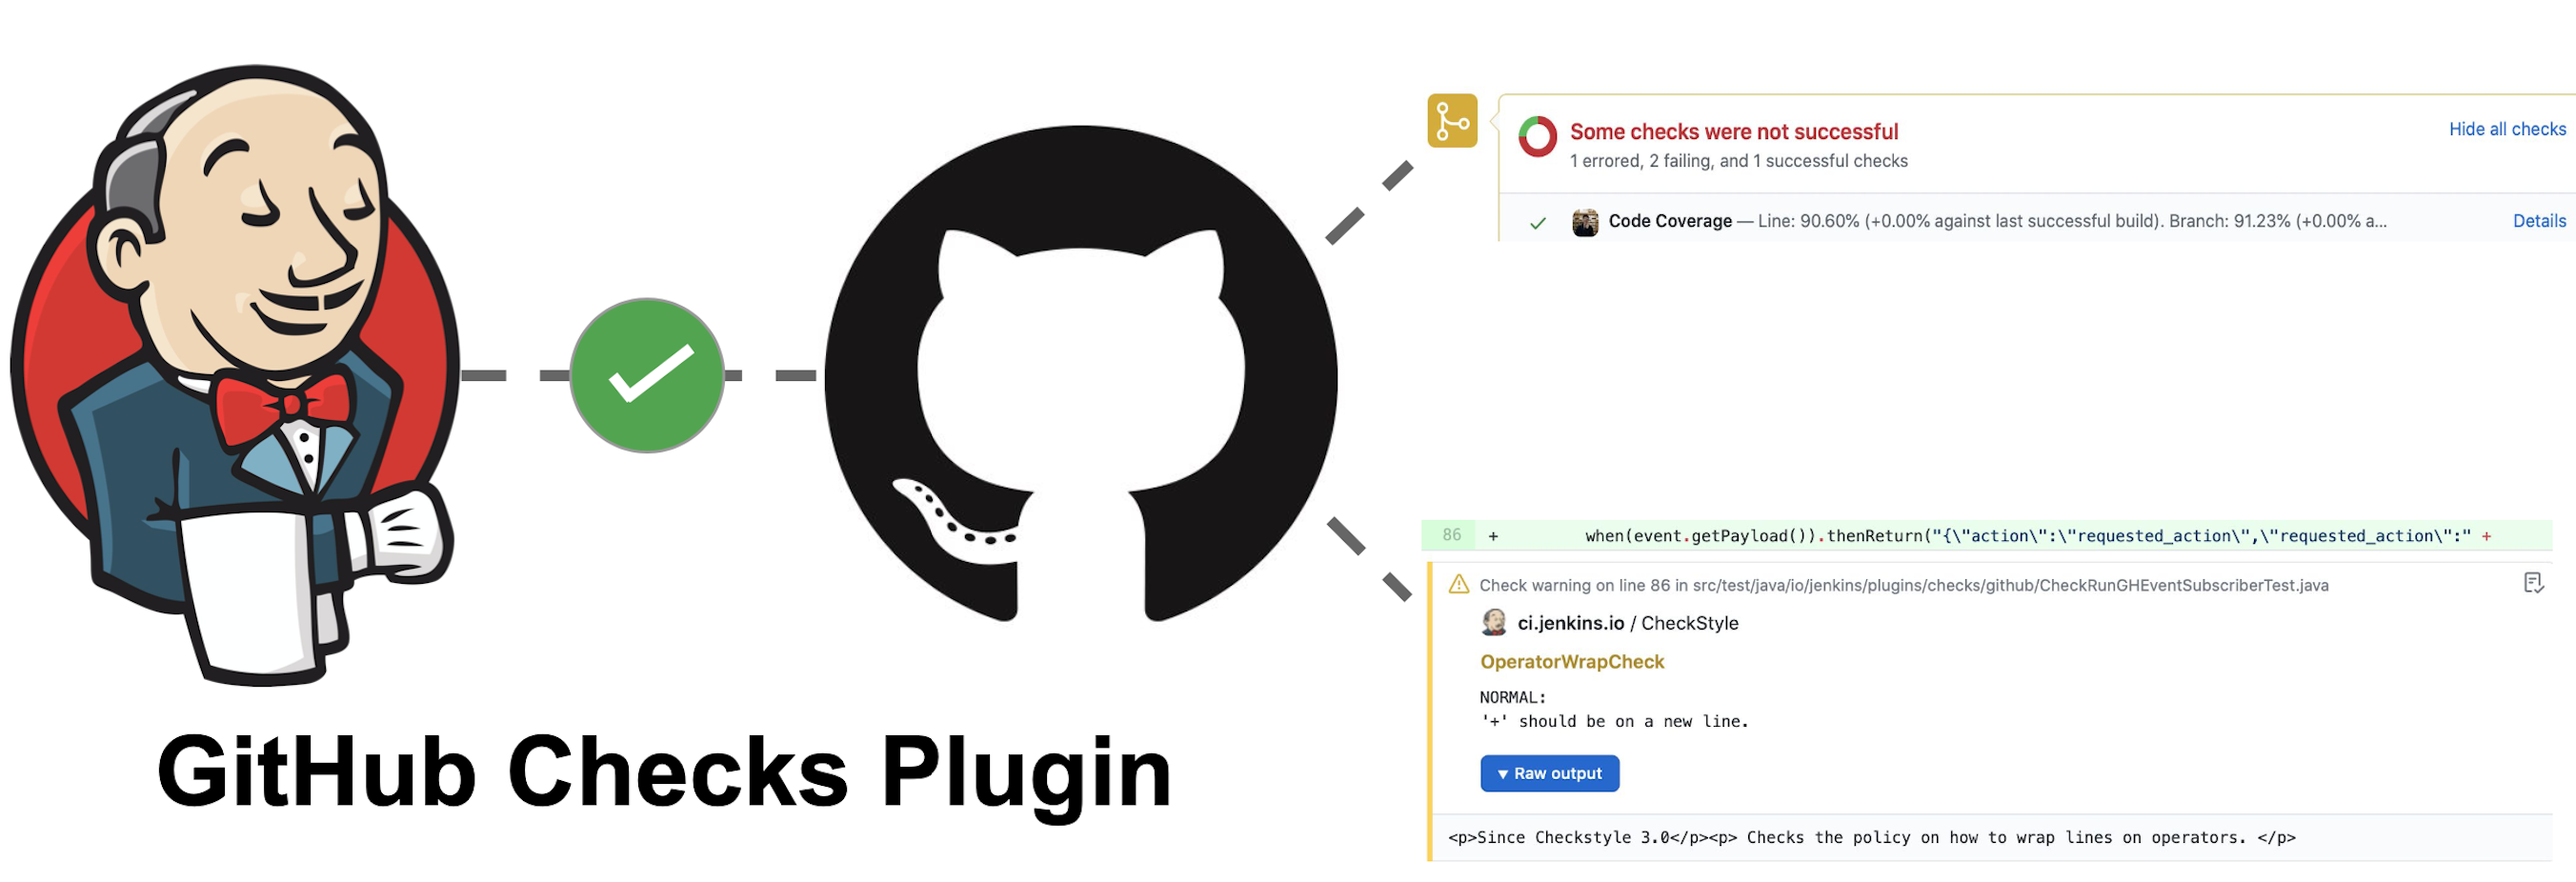 Some checks were not successful
Hide all checks
1 errored, 2 failing, and 1 successful checks
Code Coverage — Line: 90.60% (+0.00% against last successful build). Branch: 91.23% (+0.00% a...
Details
86 + when(event.getPayload()).thenReturn("{\"action\":\"requested_action\",\"requested_action\":" +
Check warning on line 86 in src/test/java/io/jenkins/plugins/checks/github/CheckRunGHEventSubscriberTest.java
ci.jenkins.io / CheckStyle
OperatorWrapCheck
NORMAL:
'+' should be on a new line.
▼ Raw output
<p>Since Checkstyle 3.0</p><p> Checks the policy on how to wrap lines on operators. </p>
GitHub Checks Plugin